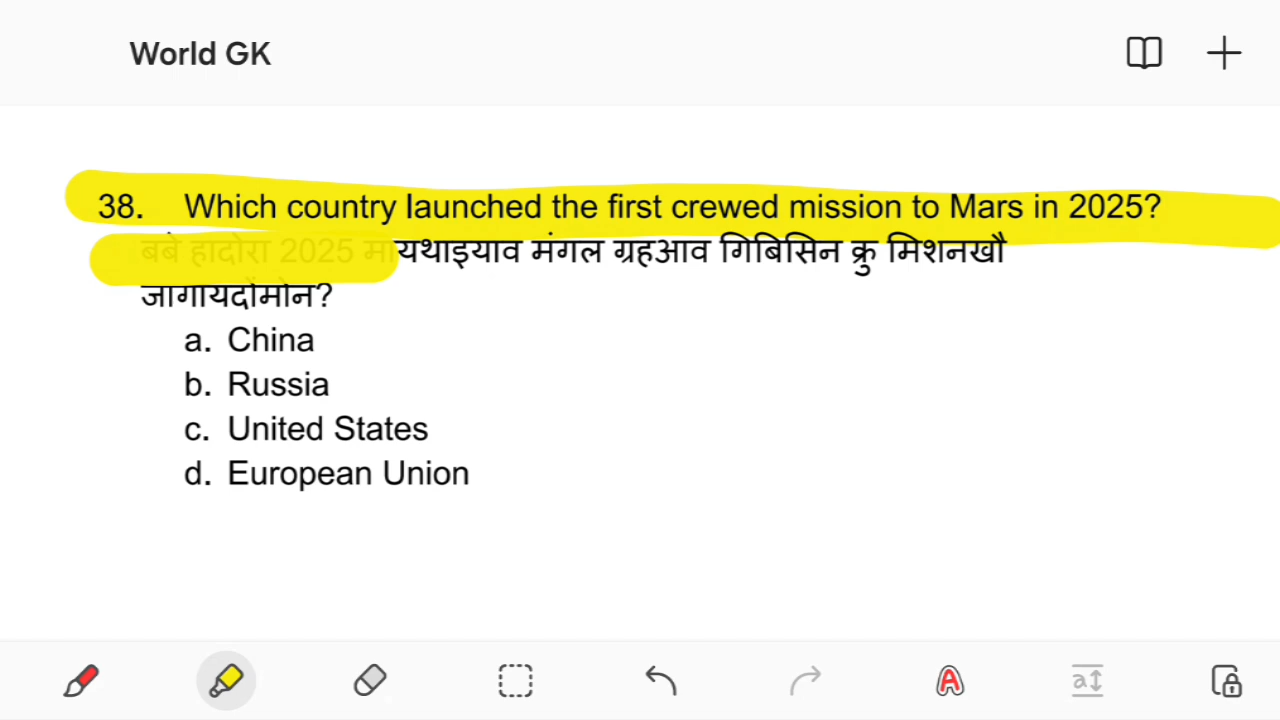 World GK
38. Which country launched the first crewed mission to Mars in 2025?
बबे हादोरा 2025 मायथाइयाव मंगल ग्रहआव गिबिसिन क्रु मिशनखौ
जागायदोंमोन?
a. China
b. Russia
c. United States
d. European Union